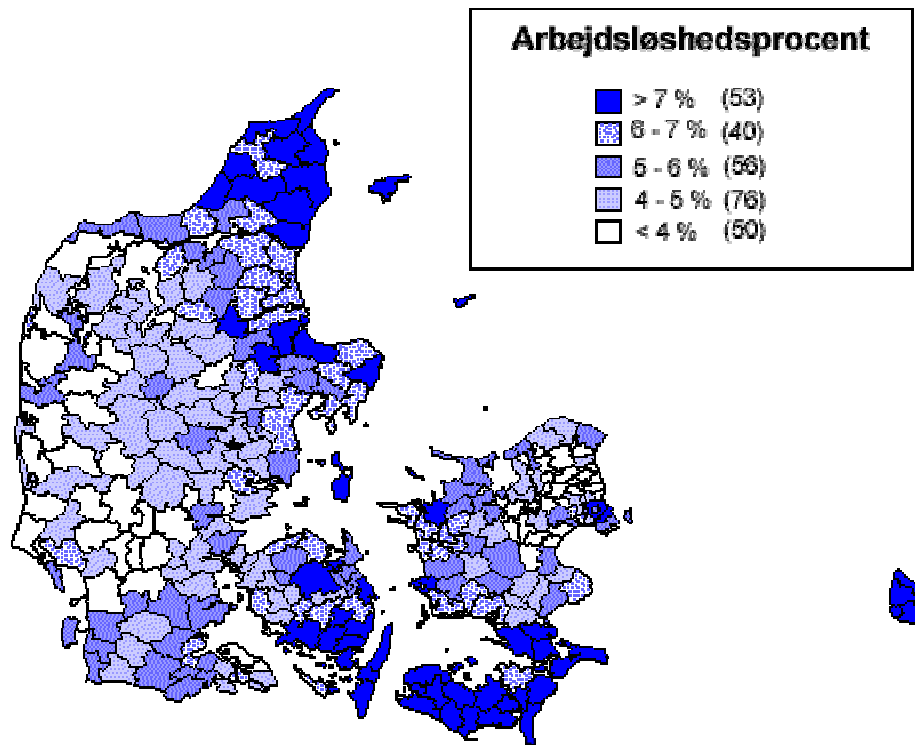 Arbejdsløshedsprocent
> 7 % (53)
6 - 7 % (40)
5 - 6 % (56)
4 - 5 % (76)
< 4 % (50)